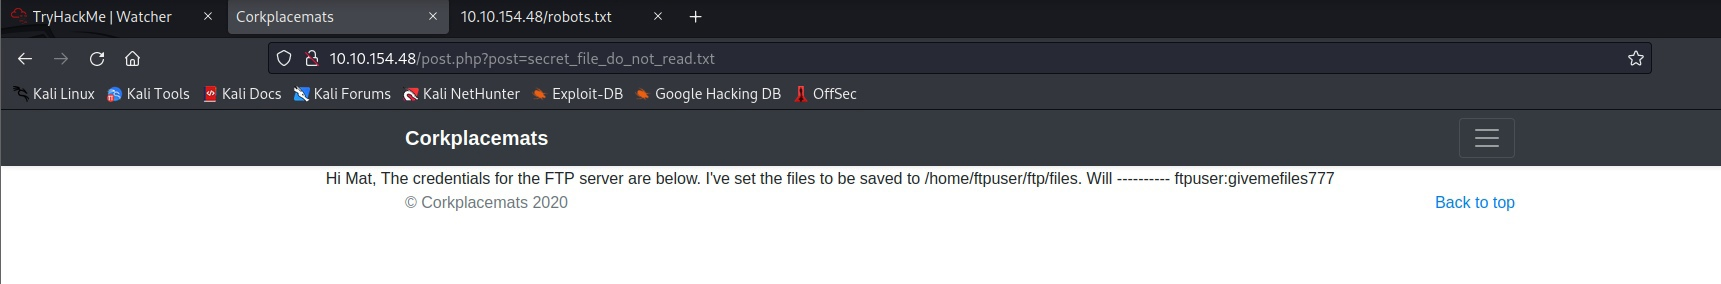 TryHackMe | Watcher
Corkplacemats
10.10.154.48/robots.txt
10.10.154.48/post.php?post=secret_file_do_not_read.txt
Kali Linux Kali Tools Kali Docs Kali Forums Kali NetHunter Exploit-DB Google Hacking DB OffSec
Corkplacemats
Hi Mat, The credentials for the FTP server are below. I've set the files to be saved to /home/ftpuser/ftp/files. Will ---------- ftpuser:givemefiles777
© Corkplacemats 2020 Back to top